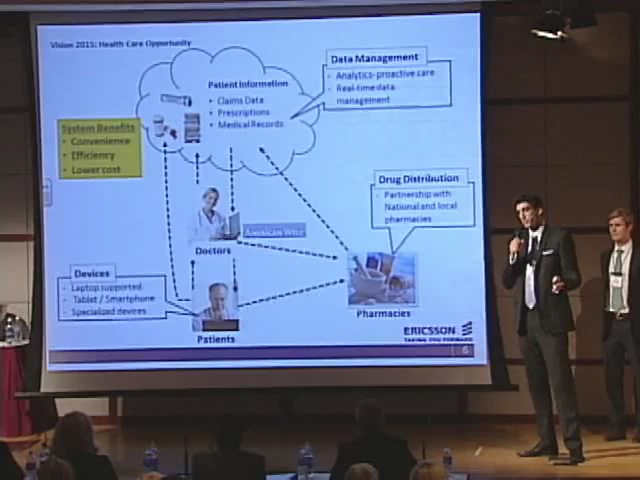 Vision 2015: Health Care Opportunity
Data Management
- Analytics- proactive care
- Real-time data management
Patient Information
• Claims Data
• Prescriptions
• Medical Records
System Benefits
• Convenience
• Efficiency
• Lower cost
Drug Distribution
- Partnership with
National and local
pharmacies
Doctors
Devices
- Laptop supported
- Tablet / Smartphone
- Specialized devices
Pharmacies
Patients
ERICSSON
TAKING YOU FORWARD
6